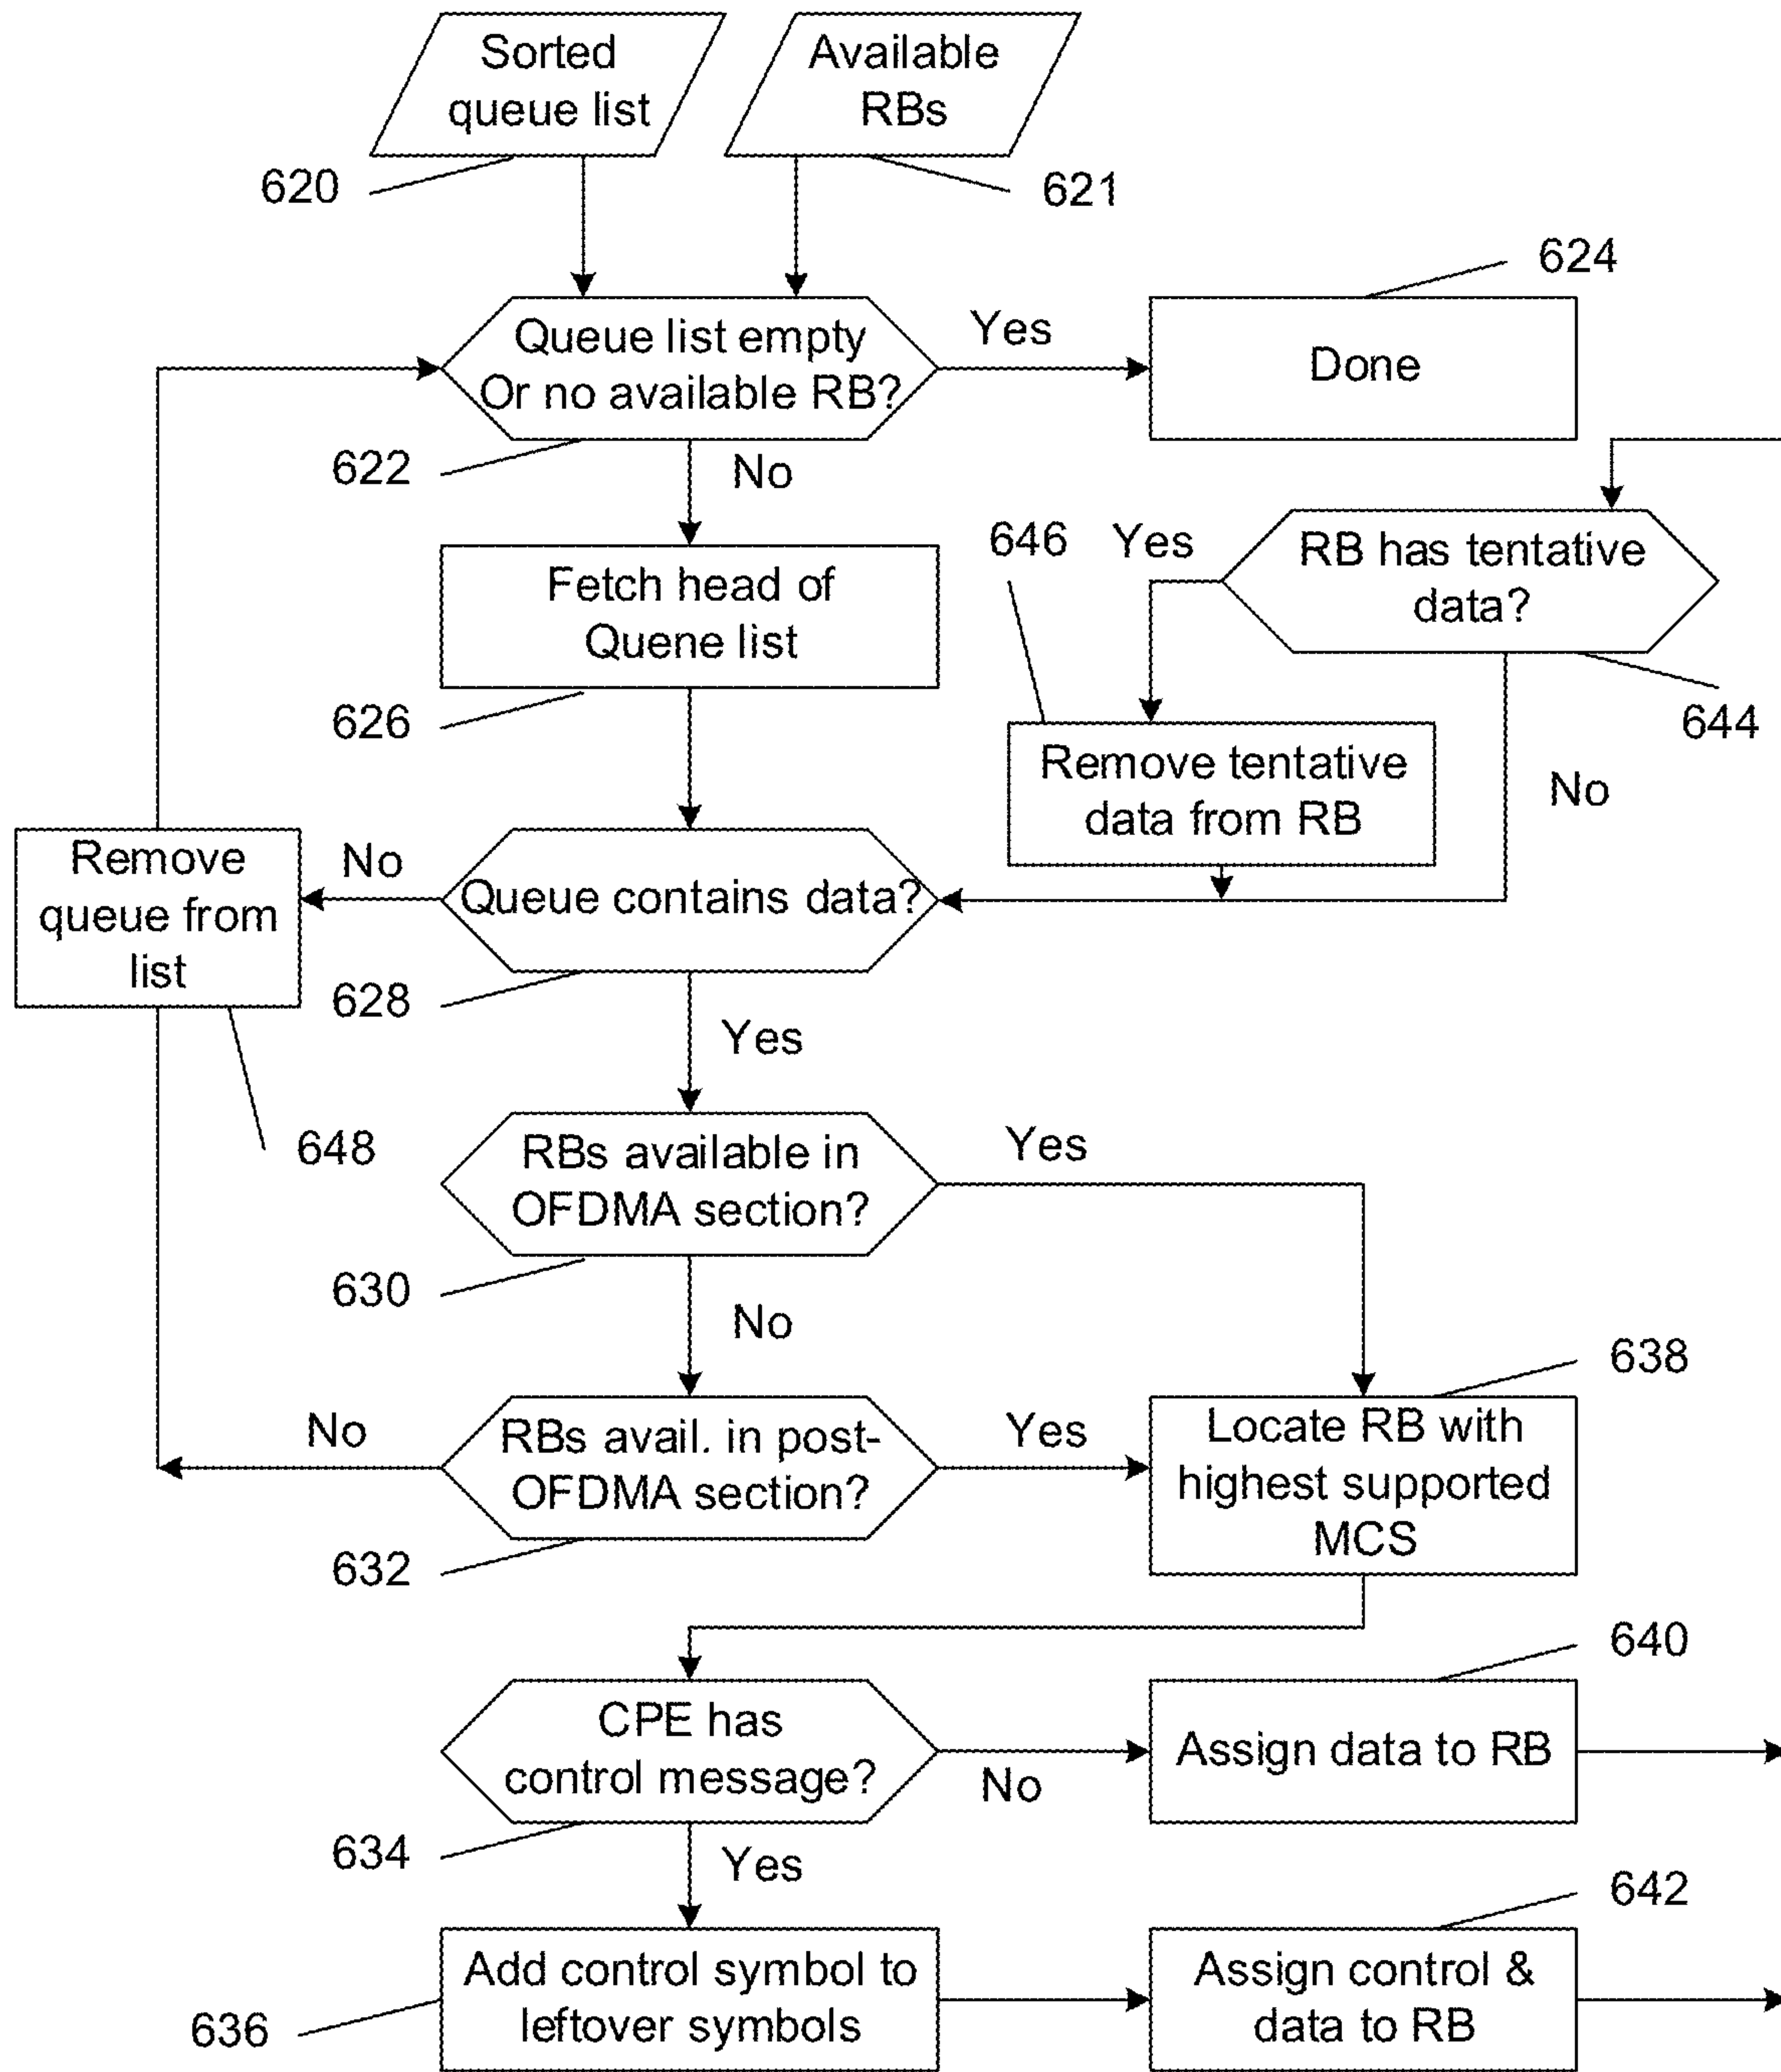 Sorted
queue list
Available
RBs
620
621
624
Queue list empty
Or no available RB?
Yes
Done
622
No
646
Yes
RB has tentative
data?
Fetch head of
Quene list
626
644
Remove tentative
data from RB
No
Remove
queue from
list
No
Queue contains data?
628
Yes
648
RBs available in
OFDMA section?
Yes
630
No
638
No
RBs avail. in post-
OFDMA section?
Yes
Locate RB with
highest supported
MCS
632
640
CPE has
control message?
No
Assign data to RB
634
Yes
642
Add control symbol to
leftover symbols
Assign control &
data to RB
636